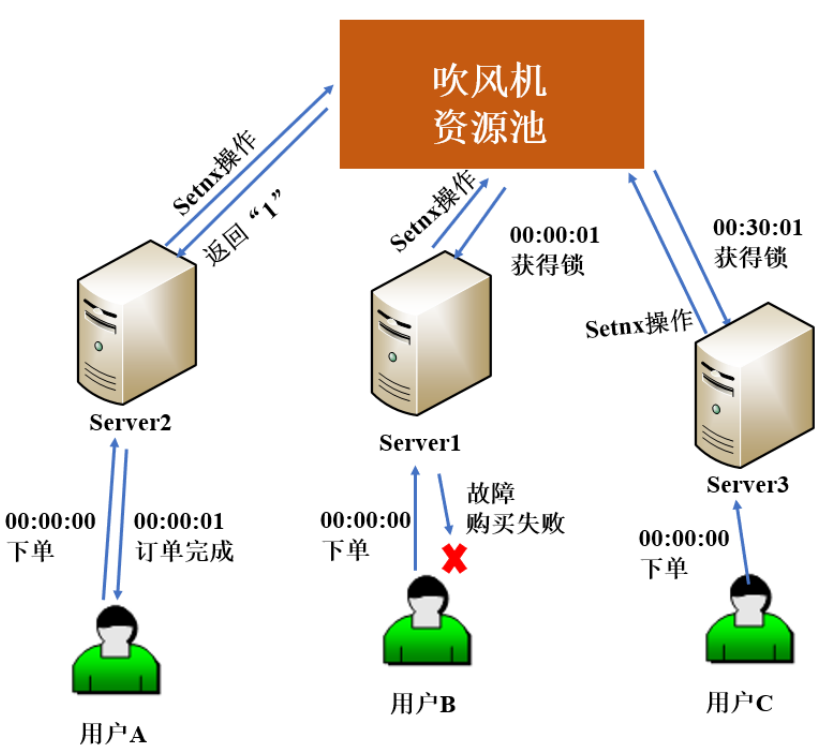 吹风机
资源池
Setnx操作
返回“1”
Setnx操作
00:00:01
获得锁
00:30:01
获得锁
Setnx操作
Server2
Server1
Server3
00:00:00
下单
00:00:01
订单完成
00:00:00
下单
故障
购买失败
00:00:00
下单
用户A
用户B
用户C